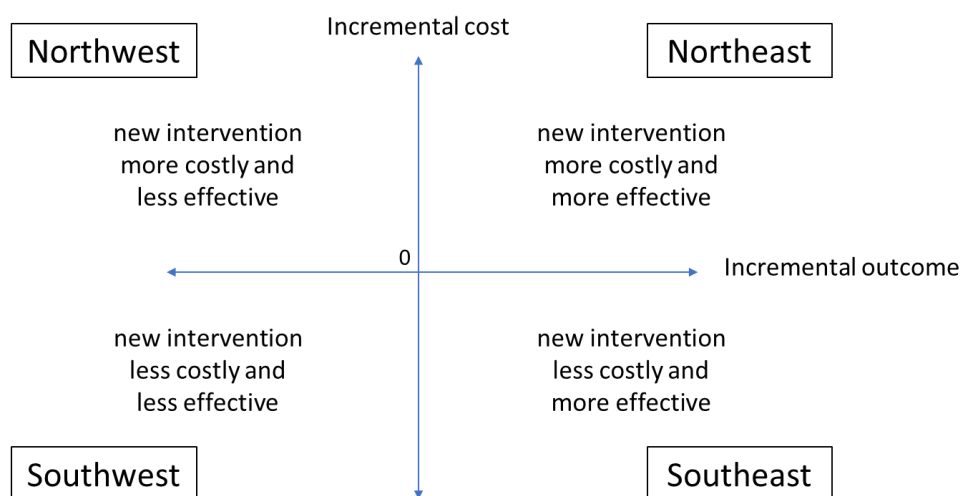 Incremental cost
Northwest
Northeast
new intervention
more costly and
less effective
new intervention
more costly and
more effective
0
Incremental outcome
new intervention
less costly and
less effective
new intervention
less costly and
more effective
Southwest
Southeast